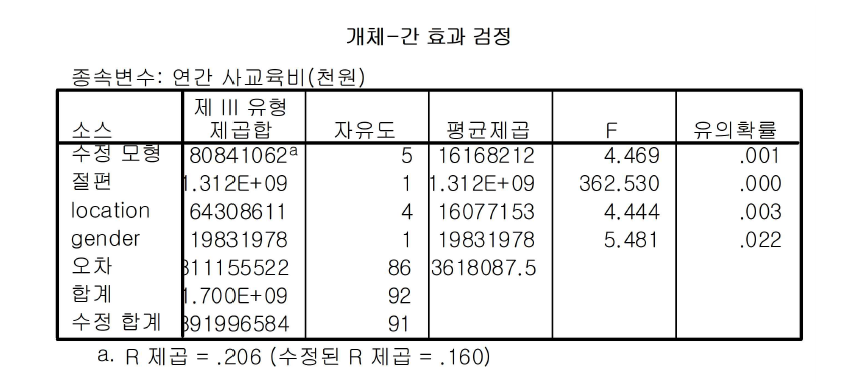 개체-간 효과 검정
종속변수: 연간 사교육비(천원)
소스 제 III 유형 제곱합 자유도 평균제곱 F 유의확률
수정 모형 80841062a 5 16168212 4.469 .001
절편 1.312E+09 1 1.312E+09 362.530 .000
location 64308611 4 16077153 4.444 .003
gender 19831978 1 19831978 5.481 .022
오차 311155522 86 3618087.5
합계 1.700E+09 92
수정 합계 391996584 91
a. R 제곱 = .206 (수정된 R 제곱 = .160)